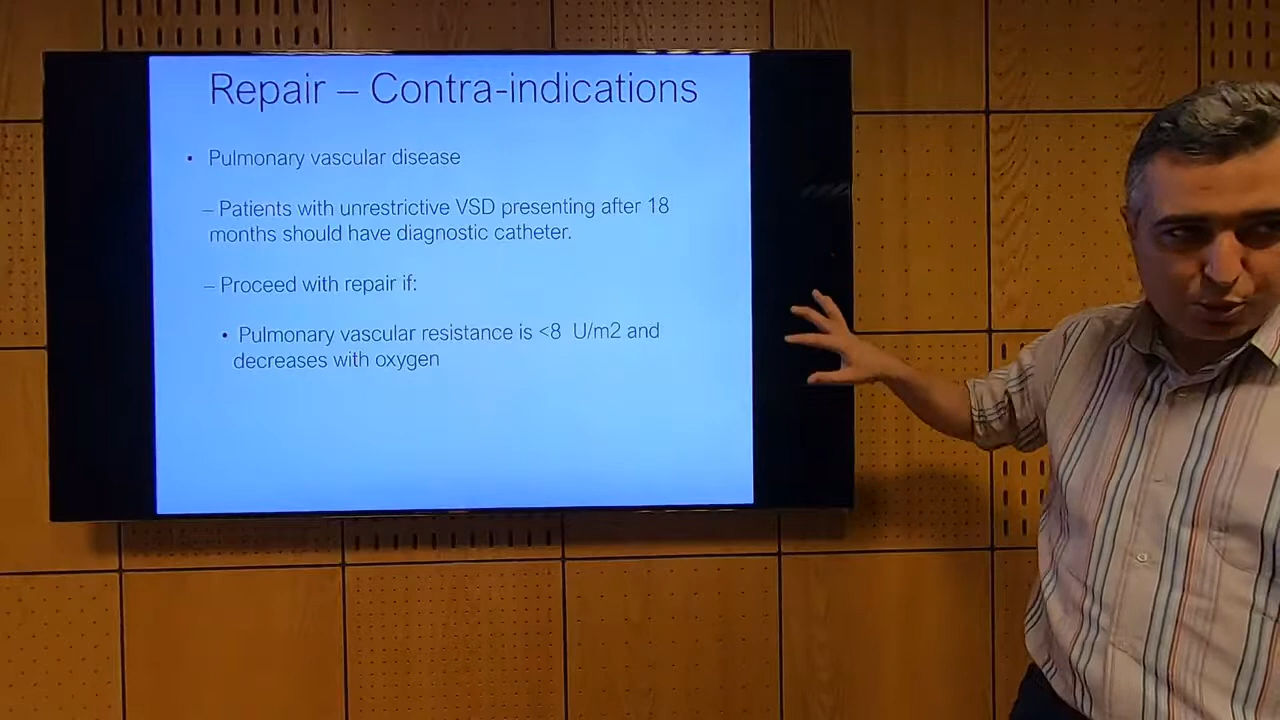 Repair – Contra-indications
• Pulmonary vascular disease
– Patients with unrestrictive VSD presenting after 18
months should have diagnostic catheter.
– Proceed with repair if:
• Pulmonary vascular resistance is <8 U/m2 and
decreases with oxygen